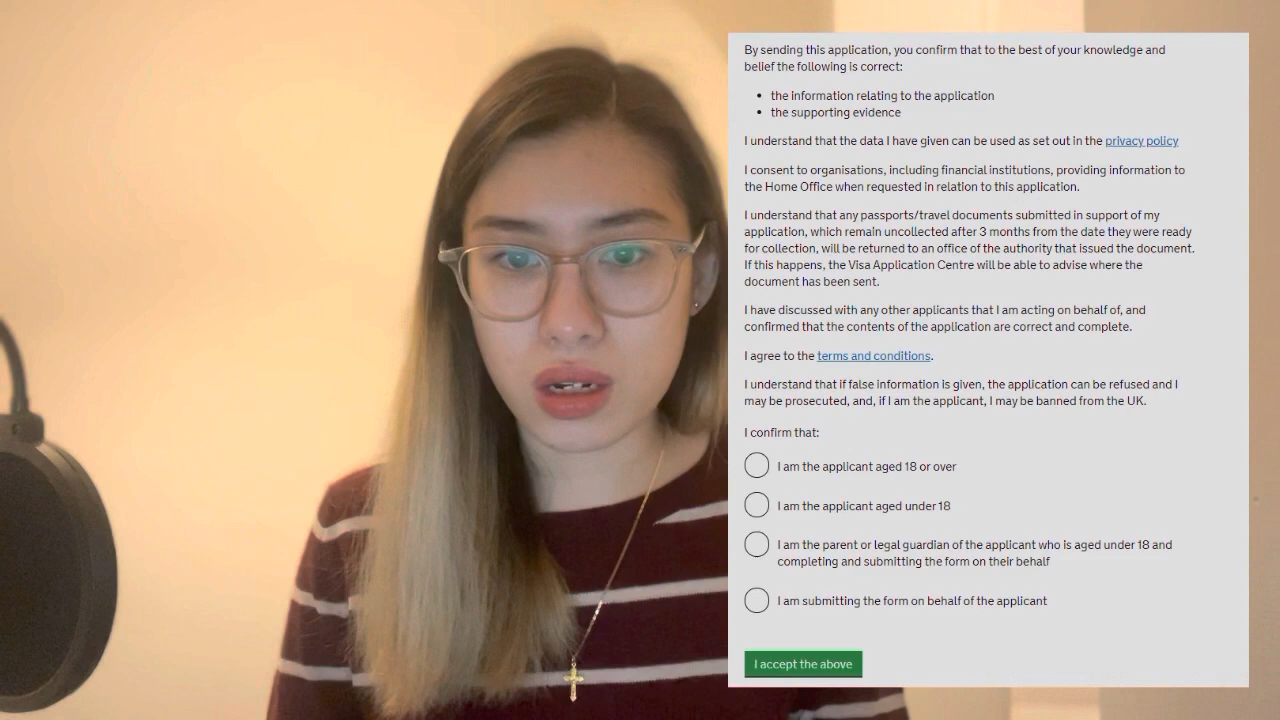 By sending this application, you confirm that to the best of your knowledge and
belief the following is correct:
• the information relating to the application
• the supporting evidence
I understand that the data I have given can be used as set out in the privacy policy
I consent to organisations, including financial institutions, providing information to
the Home Office when requested in relation to this application.
I understand that any passports/travel documents submitted in support of my
application, which remain uncollected after 3 months from the date they were ready
for collection, will be returned to an office of the authority that issued the document.
If this happens, the Visa Application Centre will be able to advise where the
document has been sent.
I have discussed with any other applicants that I am acting on behalf of, and
confirmed that the contents of the application are correct and complete.
I agree to the terms and conditions.
I understand that if false information is given, the application can be refused and I
may be prosecuted, and, if I am the applicant, I may be banned from the UK.
I confirm that:
I am the applicant aged 18 or over
I am the applicant aged under 18
I am the parent or legal guardian of the applicant who is aged under 18 and
completing and submitting the form on their behalf
I am submitting the form on behalf of the applicant
I accept the above